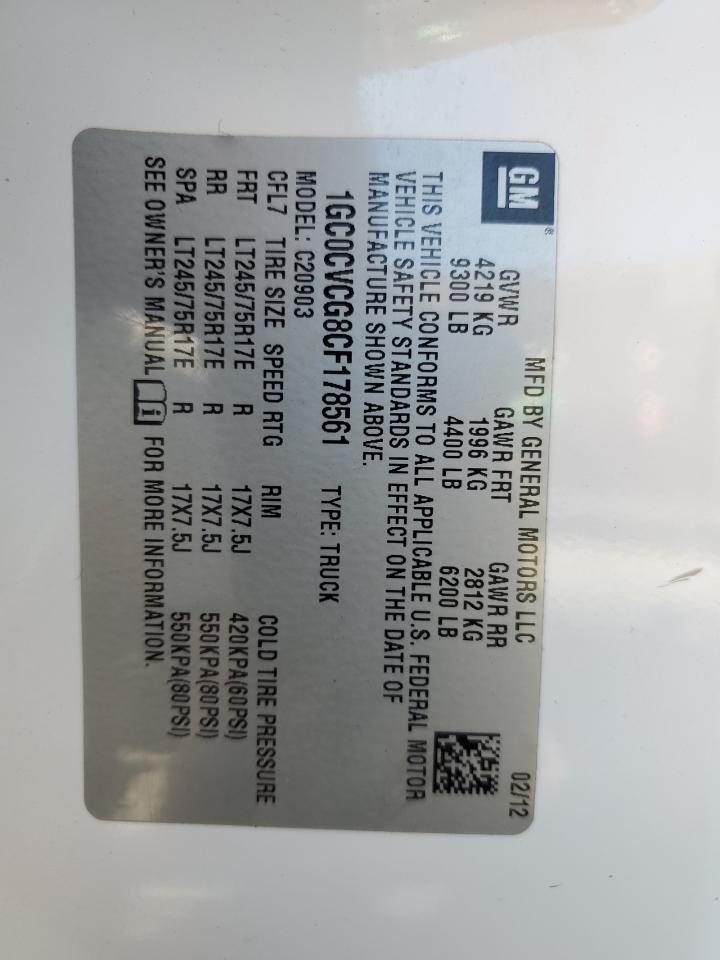 GM®
MFD BY GENERAL MOTORS LLC 02/12
GVWR GAWR FRT GAWR RR
4219 KG 1996 KG 2812 KG
9300 LB 4400 LB 6200 LB
THIS VEHICLE CONFORMS TO ALL APPLICABLE U.S. FEDERAL MOTOR
VEHICLE SAFETY STANDARDS IN EFFECT ON THE DATE OF
MANUFACTURE SHOWN ABOVE.
1GC0CVCG8CF178561 TYPE: TRUCK
MODEL: C20903
CFL7 TIRE SIZE SPEED RTG RIM COLD TIRE PRESSURE
FRT LT245/75R17E R 17X7.5J 420KPA(60PSI)
RR LT245/75R17E R 17X7.5J 550KPA(80PSI)
SPA LT245/75R17E R 17X7.5J 550KPA(80PSI)
SEE OWNER'S MANUAL FOR MORE INFORMATION.